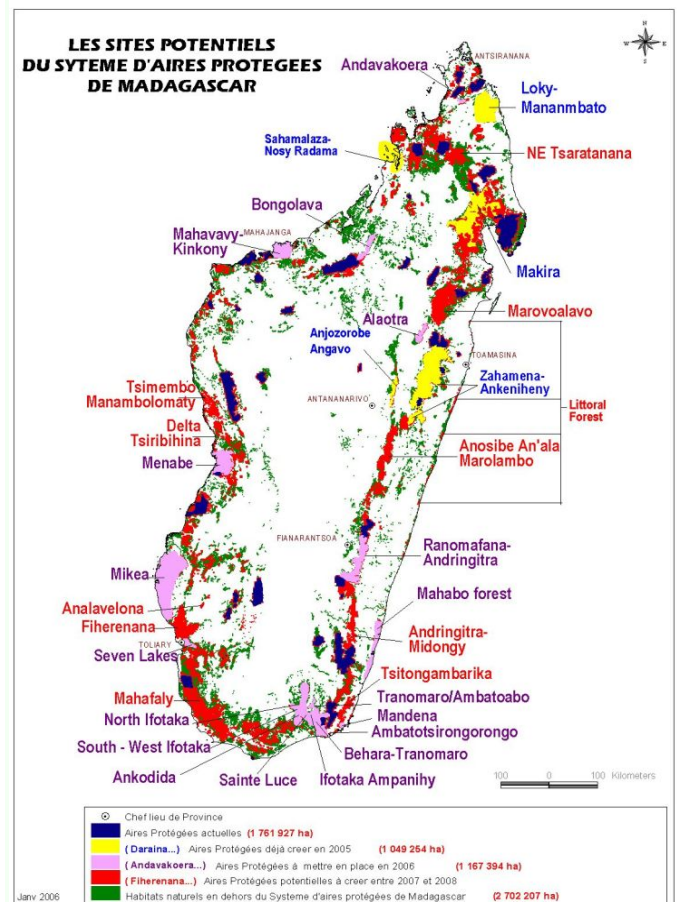 LES SITES POTENTIELS
DU SYTEME D'AIRES PROTEGEES
DE MADAGASCAR
N
W
E
S
ANTSIRANANA
Andavakoera
Loky-
Mananmbato
Sahamalaza-
Nosy Radama
NE Tsaratanana
Bongolava
Mahavavy-
Kinkony
MAHAJANGA
Makira
Marovoalavo
Alaotra
Anjozorobe
Angavo
TOAMASINA
Zahamena-
Ankeniheny
Tsimembo
Manambolomaty
ANTANANARIVO
Littoral
Forest
Delta
Tsiribihina
Anosibe An'ala
Marolambo
Menabe
FIANARANTSOA
Ranomafana-
Andringitra
Mikea
Mahabo forest
Analavelona
Fiherenana
Andringitra-
Midongy
TOLIARY
Seven Lakes
Tsitongambarika
Mahafaly
Tranomaro/Ambatoabo
North Ifotaka
Mandena
Ambatotsirongorongo
South - West Ifotaka
Behara-Tranomaro
Ankodida
Sainte Luce
Ifotaka Ampanihy
100 0 100 Kilometers
Chef lieu de Province
Aires Protégées actuelles (1 761 927 ha)
(Daraina...) Aires Protégées déjà creer en 2005 (1 049 254 ha)
(Andavakoera...) Aires Protégées à mettre en place en 2006 (1 167 394 ha)
(Fiherenana...) Aires Protégées potentielles à creer entre 2007 et 2008
Habitats naturels en dehors du Systeme d'aires protégées de Madagascar (2 702 207 ha)
Janv 2006